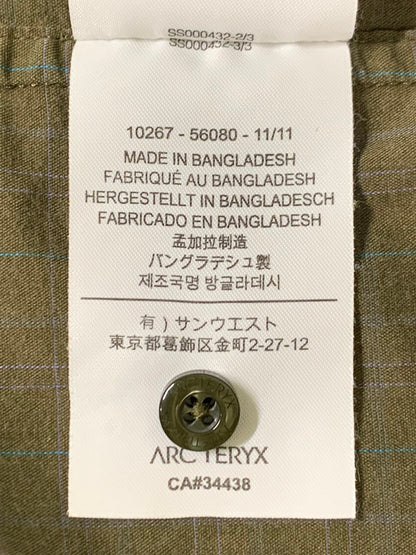 SS000432-2/3
SS000432-3/3
10267 - 56080 - 11/11
MADE IN BANGLADESH
FABRIQUÉ AU BANGLADESH
HERGESTELLT IN BANGLADESCH
FABRICADO EN BANGLADESH
孟加拉制造
バングラデシュ製
제조국명 방글라데시
有）サンウエスト
東京都葛飾区金町2-27-12
ARC'TERYX
ARC'TERYX
CA#34438